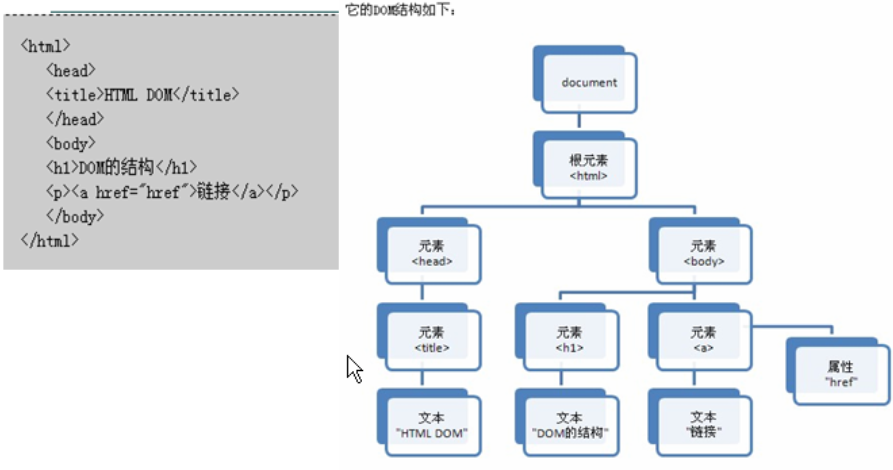 <html>
<head>
<title>HTML DOM</title>
</head>
<body>
<h1>DOM的结构</h1>
<p><a href="href">链接</a></p>
</body>
</html>
它的DOM结构如下：
document
根元素
<html>
元素
<head>
元素
<body>
元素
<title>
元素
<h1>
元素
<a>
属性
"href"
文本
"HTML DOM"
文本
"DOM的结构"
文本
"链接"